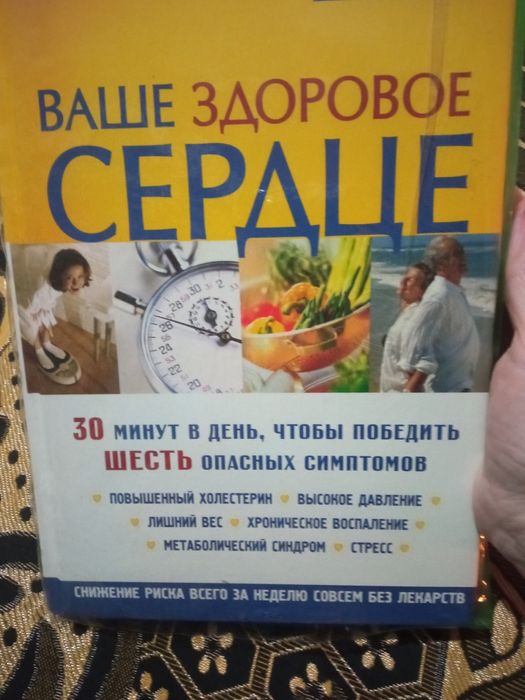 ВАШЕ ЗДОРОВОЕ
СЕРДЦЕ
30 МИНУТ В ДЕНЬ, ЧТОБЫ ПОБЕДИТЬ
ШЕСТЬ ОПАСНЫХ СИМПТОМОВ
ПОВЫШЕННЫЙ ХОЛЕСТЕРИН ВЫСОКОЕ ДАВЛЕНИЕ
ЛИШНИЙ ВЕС ХРОНИЧЕСКОЕ ВОСПАЛЕНИЕ
МЕТАБОЛИЧЕСКИЙ СИНДРОМ СТРЕСС
СНИЖЕНИЕ РИСКА ВСЕГО ЗА НЕДЕЛЮ СОВСЕМ БЕЗ ЛЕКАРСТВ